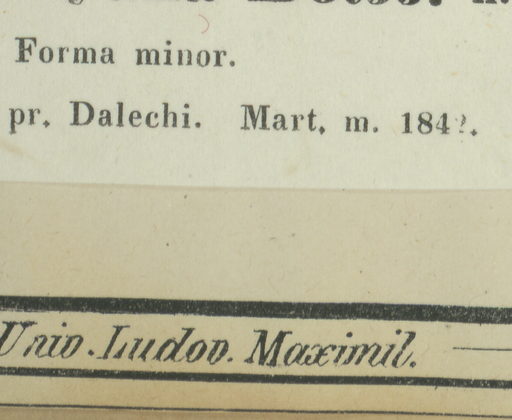 Forma minor.
pr. Dalechi. Mart. m.
Univ. Ludov. Maximil.